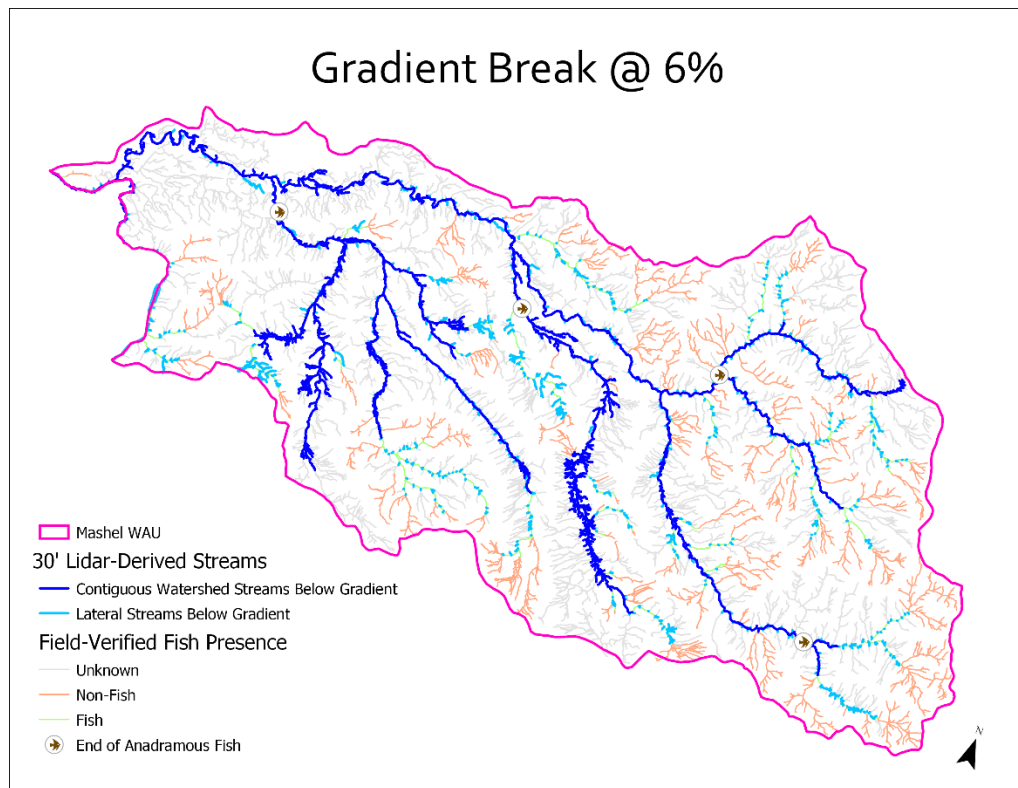 Gradient Break @ 6%
Mashel WAU
30' Lidar-Derived Streams
Contiguous Watershed Streams Below Gradient
Lateral Streams Below Gradient
Field-Verified Fish Presence
Unknown
Non-Fish
Fish
End of Anadramous Fish
N